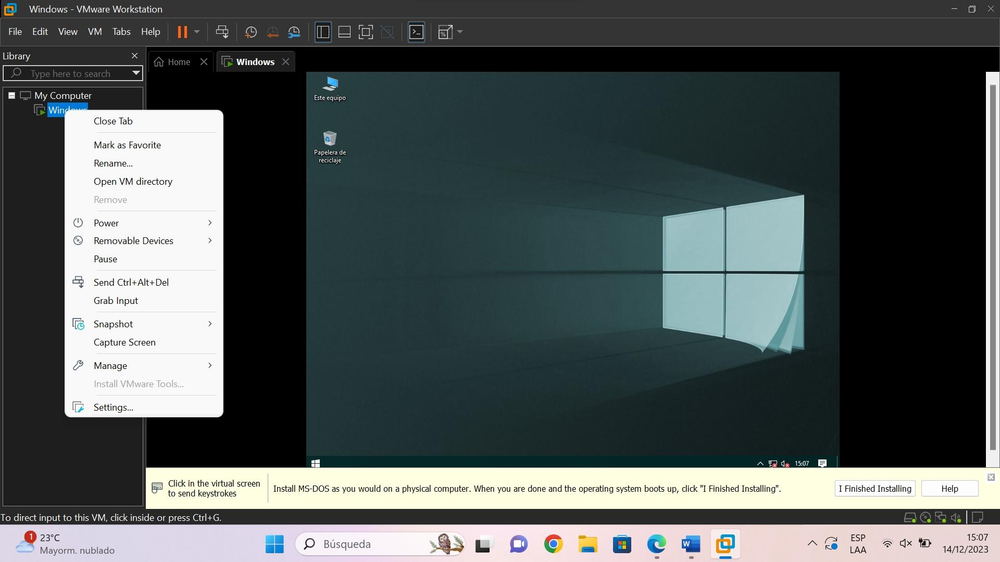 Windows - VMware Workstation
File Edit View VM Tabs Help
Library
Home
Windows
Type here to search
My Computer
Windows
Close Tab
Mark as Favorite
Rename...
Open VM directory
Remove
Power
Removable Devices
Pause
Send Ctrl+Alt+Del
Grab Input
Snapshot
Capture Screen
Manage
Install VMware Tools...
Settings...
Este equipo
Papelera de
reciclaje
15:07
Click in the virtual screen
to send keystrokes
Install MS-DOS as you would on a physical computer. When you are done and the operating system boots up, click "I Finished Installing".
I Finished Installing
Help
To direct input to this VM, click inside or press Ctrl+G.
1
23°C
Mayorm. nublado
Búsqueda
ESP
LAA
15:07
14/12/2023